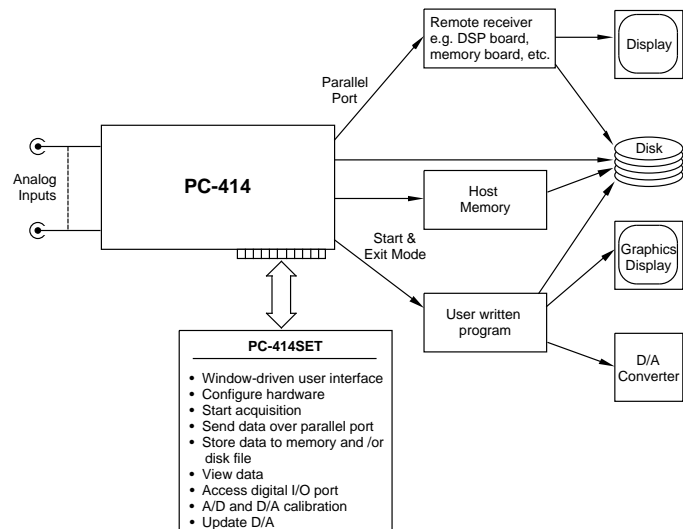 Remote receiver
e.g. DSP board,
memory board, etc.
Display
Parallel
Port
Analog
Inputs
PC-414
Disk
Host
Memory
Start &
Exit Mode
Graphics
Display
User written
program
D/A
Converter
PC-414SET
• Window-driven user interface
• Configure hardware
• Start acquisition
• Send data over parallel port
• Store data to memory and /or
disk file
• View data
• Access digital I/O port
• A/D and D/A calibration
• Update D/A